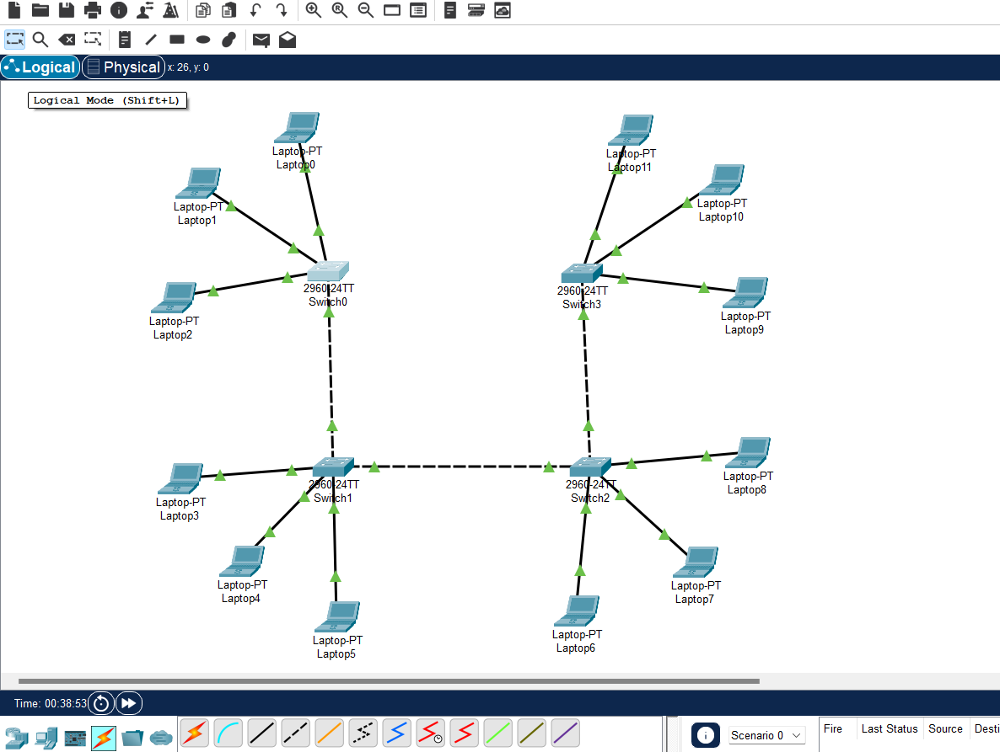 R
Logical
Physical
x: 26, y: 0
Logical Mode (Shift+L)
Laptop-PT
Laptop0
Laptop-PT
Laptop11
Laptop-PT
Laptop1
Laptop-PT
Laptop10
2960-24TT
Switch0
2960-24TT
Switch3
Laptop-PT
Laptop2
Laptop-PT
Laptop9
Laptop-PT
Laptop3
2960-24TT
Switch1
2960-24TT
Switch2
Laptop-PT
Laptop8
Laptop-PT
Laptop4
Laptop-PT
Laptop7
Laptop-PT
Laptop5
Laptop-PT
Laptop6
Time: 00:38:53
Scenario 0
Fire
Last Status
Source
Desti